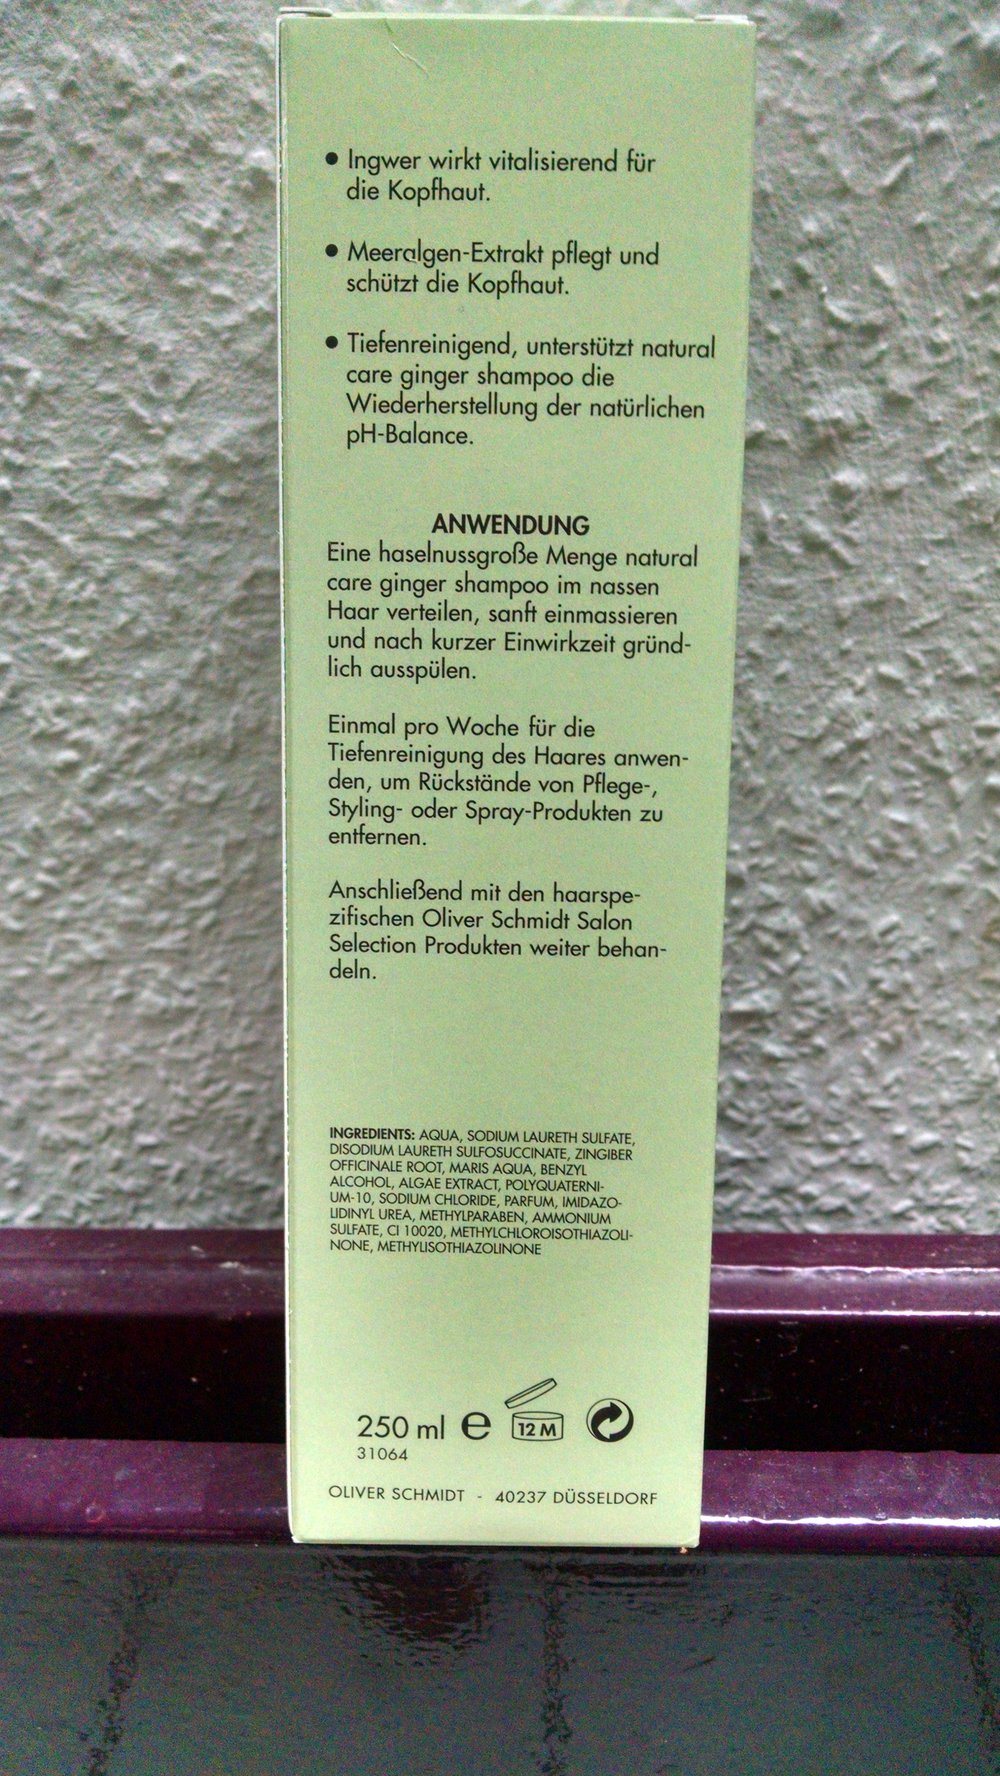 • Ingwer wirkt vitalisierend für
die Kopfhaut.
• Meeralgen-Extrakt pflegt und
schützt die Kopfhaut.
• Tiefenreinigend, unterstützt natural
care ginger shampoo die
Wiederherstellung der natürlichen
pH-Balance.
ANWENDUNG
Eine haselnussgroße Menge natural
care ginger shampoo im nassen
Haar verteilen, sanft einmassieren
und nach kurzer Einwirkzeit gründ-
lich ausspülen.
Einmal pro Woche für die
Tiefenreinigung des Haares anwen-
den, um Rückstände von Pflege-,
Styling- oder Spray-Produkten zu
entfernen.
Anschließend mit den haarspe-
zifischen Oliver Schmidt Salon
Selection Produkten weiter behan-
deln.
INGREDIENTS: AQUA, SODIUM LAURETH SULFATE,
DISODIUM LAURETH SULFOSUCCINATE, ZINGIBER
OFFICINALE ROOT, MARIS AQUA, BENZYL
ALCOHOL, ALGAE EXTRACT, POLYQUATERNI-
UM-10, SODIUM CHLORIDE, PARFUM, IMIDAZO-
LIDINYL UREA, METHYLPARABEN, AMMONIUM
SULFATE, CI 10020, METHYLCHLOROISOTHIAZOLI-
NONE, METHYLISOTHIAZOLINONE
250 ml e 12 M
31064
OLIVER SCHMIDT - 40237 DÜSSELDORF